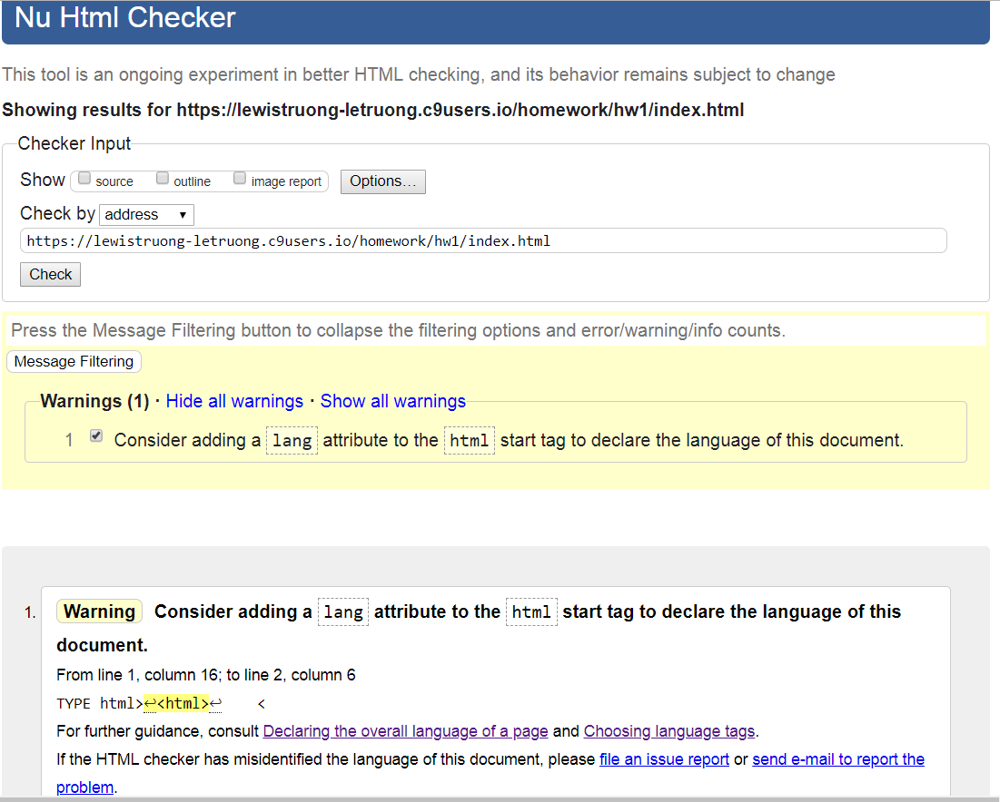 Nu Html Checker
This tool is an ongoing experiment in better HTML checking, and its behavior remains subject to change
Showing results for https://lewistruong-letruong.c9users.io/homework/hw1/index.html
Checker Input
Show source outline image report Options...
Check by address
https://lewistruong-letruong.c9users.io/homework/hw1/index.html
Check
Press the Message Filtering button to collapse the filtering options and error/warning/info counts.
Message Filtering
Warnings (1) · Hide all warnings · Show all warnings
1 Consider adding a lang attribute to the html start tag to declare the language of this document.
1. Warning Consider adding a lang attribute to the html start tag to declare the language of this
document.
From line 1, column 16; to line 2, column 6
TYPE html>↩<html>↩ <
For further guidance, consult Declaring the overall language of a page and Choosing language tags.
If the HTML checker has misidentified the language of this document, please file an issue report or send e-mail to report the
problem.